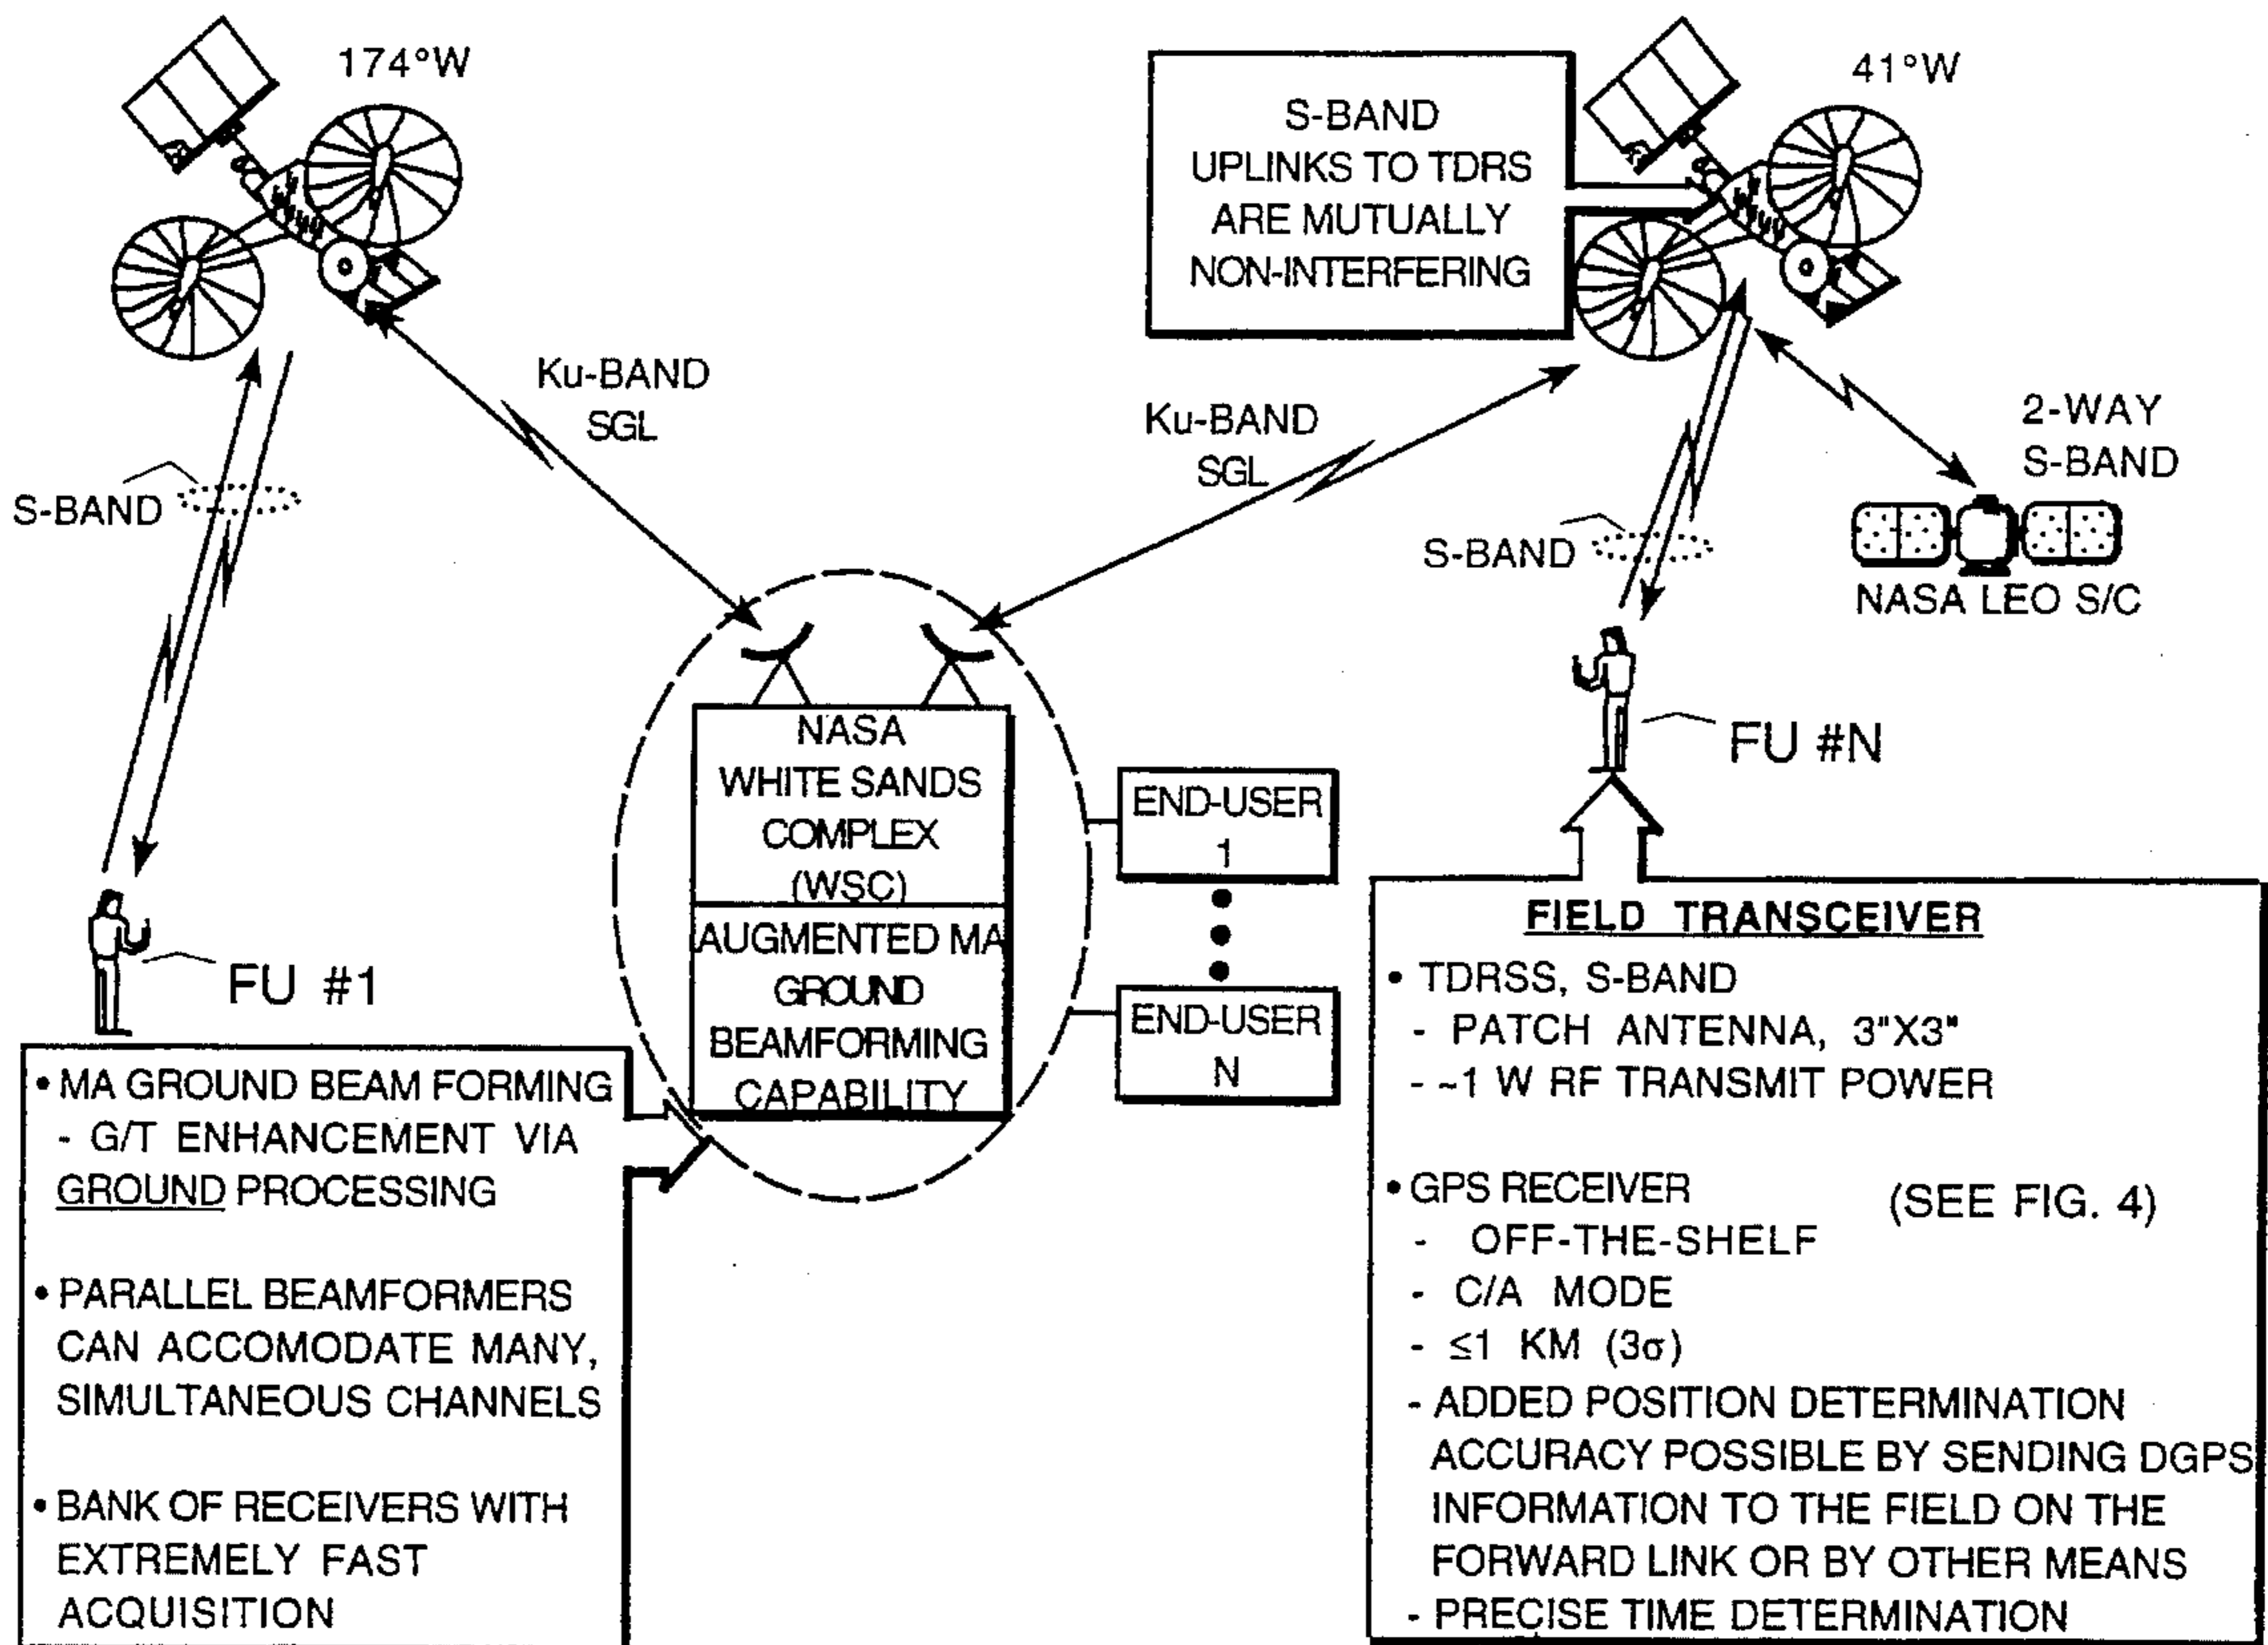 174°W
41°W
S-BAND
UPLINKS TO TDRS
ARE MUTUALLY
NON-INTERFERING
Ku-BAND
SGL
Ku-BAND
SGL
2-WAY
S-BAND
S-BAND
S-BAND
NASA LEO S/C
FU #N
FU #1
NASA
WHITE SANDS
COMPLEX
(WSC)
AUGMENTED MA
GROUND
BEAMFORMING
CAPABILITY
END-USER
1
END-USER
N
• MA GROUND BEAM FORMING
- G/T ENHANCEMENT VIA
GROUND PROCESSING
• PARALLEL BEAMFORMERS
CAN ACCOMODATE MANY,
SIMULTANEOUS CHANNELS
• BANK OF RECEIVERS WITH
EXTREMELY FAST
ACQUISITION
FIELD TRANSCEIVER
• TDRSS, S-BAND
- PATCH ANTENNA, 3"X3"
- ~1 W RF TRANSMIT POWER
• GPS RECEIVER (SEE FIG. 4)
- OFF-THE-SHELF
- C/A MODE
- ≤1 KM (3σ)
- ADDED POSITION DETERMINATION
ACCURACY POSSIBLE BY SENDING DGPS
INFORMATION TO THE FIELD ON THE
FORWARD LINK OR BY OTHER MEANS
- PRECISE TIME DETERMINATION